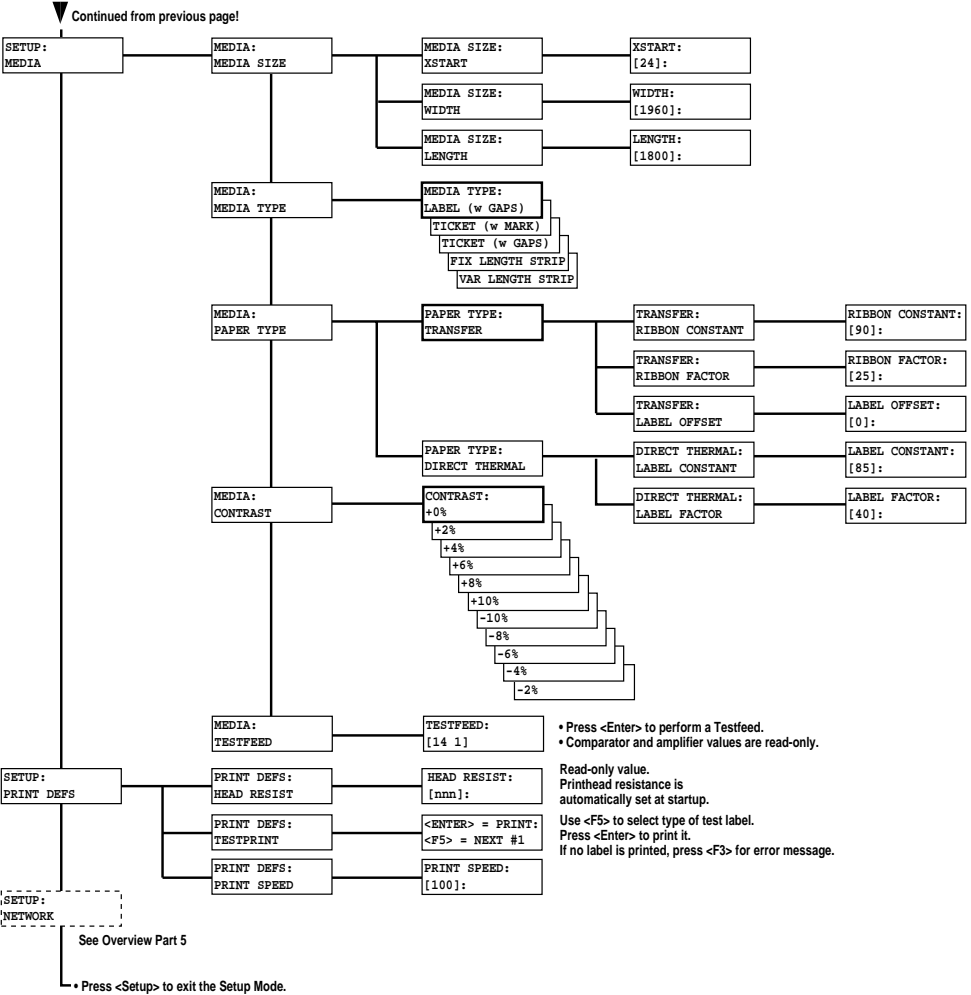 Continued from previous page!
SETUP:
MEDIA
MEDIA:
MEDIA SIZE
MEDIA SIZE:
XSTART
XSTART:
[24]:
MEDIA SIZE:
WIDTH
WIDTH:
[1960]:
MEDIA SIZE:
LENGTH
LENGTH:
[1800]:
MEDIA:
MEDIA TYPE
MEDIA TYPE:
LABEL (w GAPS)
TICKET (w MARK)
TICKET (w GAPS)
FIX LENGTH STRIP
VAR LENGTH STRIP
MEDIA:
PAPER TYPE
PAPER TYPE:
TRANSFER
TRANSFER:
RIBBON CONSTANT
RIBBON CONSTANT:
[90]:
TRANSFER:
RIBBON FACTOR
RIBBON FACTOR:
[25]:
TRANSFER:
LABEL OFFSET
LABEL OFFSET:
[0]:
PAPER TYPE:
DIRECT THERMAL
DIRECT THERMAL:
LABEL CONSTANT
LABEL CONSTANT:
[85]:
DIRECT THERMAL:
LABEL FACTOR
LABEL FACTOR:
[40]:
MEDIA:
CONTRAST
CONTRAST:
+0%
+2%
+4%
+6%
+8%
+10%
-10%
-8%
-6%
-4%
-2%
MEDIA:
TESTFEED
TESTFEED:
[14 1]
• Press <Enter> to perform a Testfeed.
• Comparator and amplifier values are read-only.
SETUP:
PRINT DEFS
PRINT DEFS:
HEAD RESIST
HEAD RESIST:
[nnn]:
Read-only value.
Printhead resistance is
automatically set at startup.
PRINT DEFS:
TESTPRINT
<ENTER> = PRINT:
<F5> = NEXT #1
Use <F5> to select type of test label.
Press <Enter> to print it.
If no label is printed, press <F3> for error message.
PRINT DEFS:
PRINT SPEED
PRINT SPEED:
[100]:
SETUP:
NETWORK
See Overview Part 5
• Press <Setup> to exit the Setup Mode.